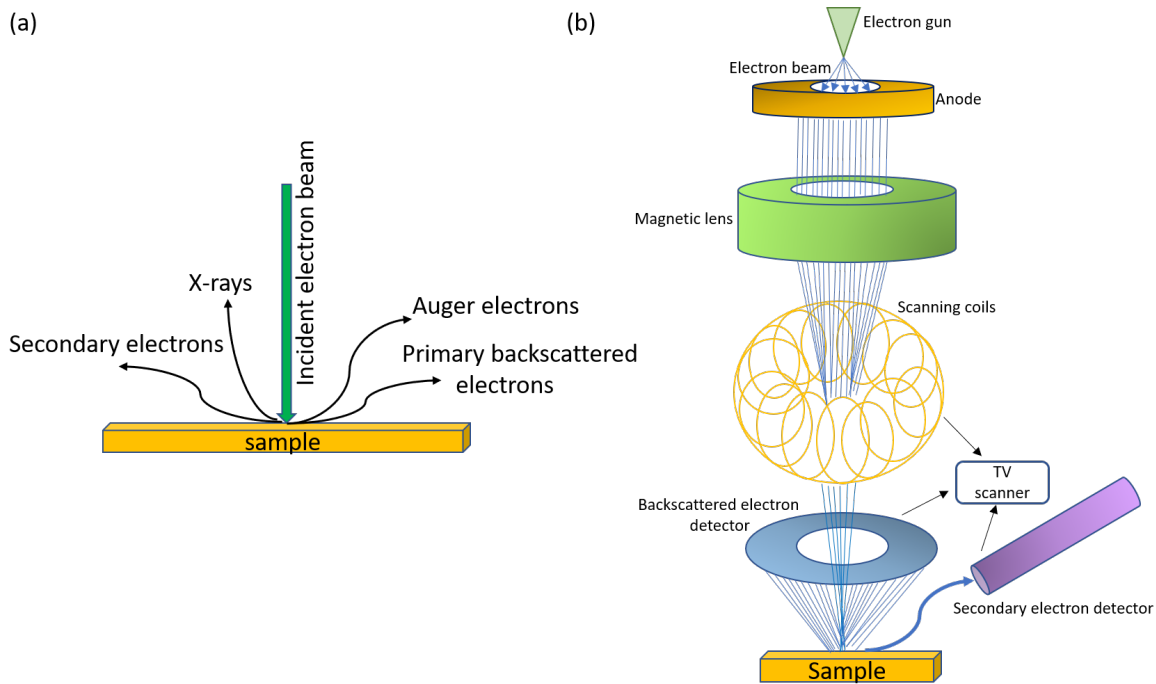 (a)
Incident electron beam
X-rays
Auger electrons
Secondary electrons
Primary backscattered
electrons
sample
(b)
Electron gun
Electron beam
Anode
Magnetic lens
Scanning coils
TV
scanner
Backscattered electron
detector
Secondary electron detector
Sample